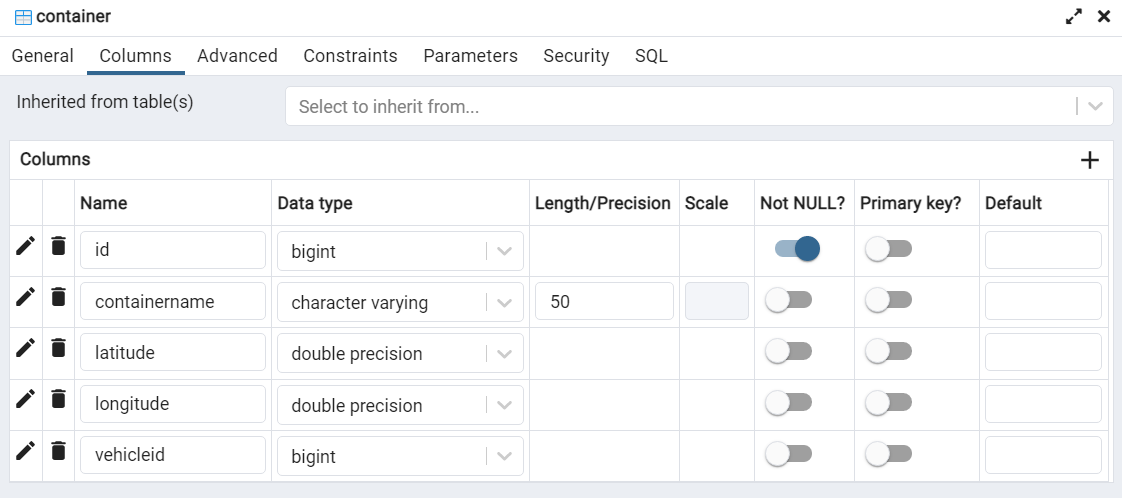 container
General Columns Advanced Constraints Parameters Security SQL
Inherited from table(s) Select to inherit from...
Columns
Name Data type Length/Precision Scale Not NULL? Primary key? Default
id bigint
containername character varying 50
latitude double precision
longitude double precision
vehicleid bigint